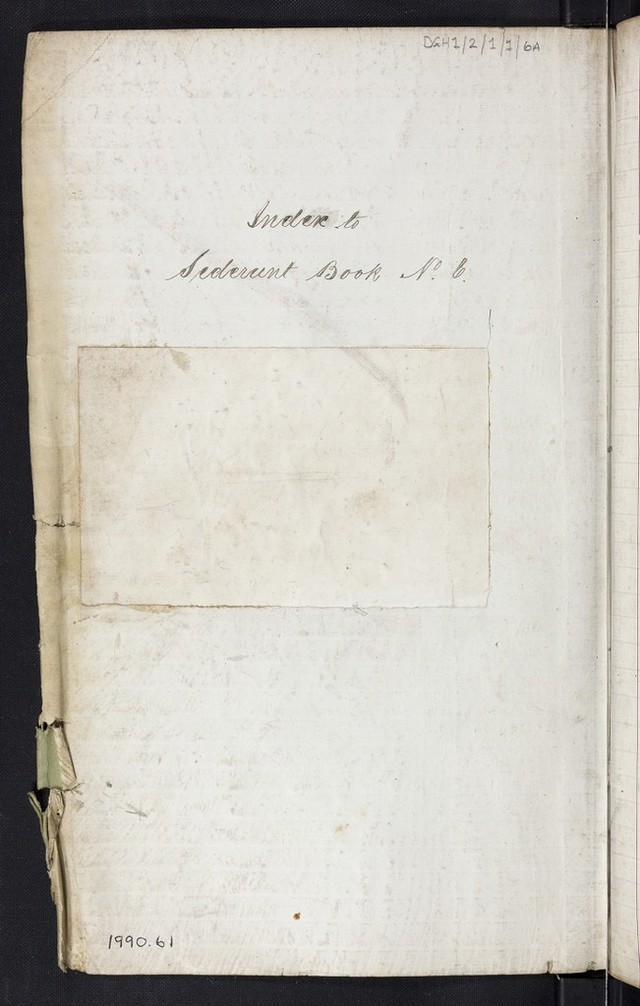 DGH1/2/1/1/6A
Index to
Sederunt Book No. 6.
1990.61